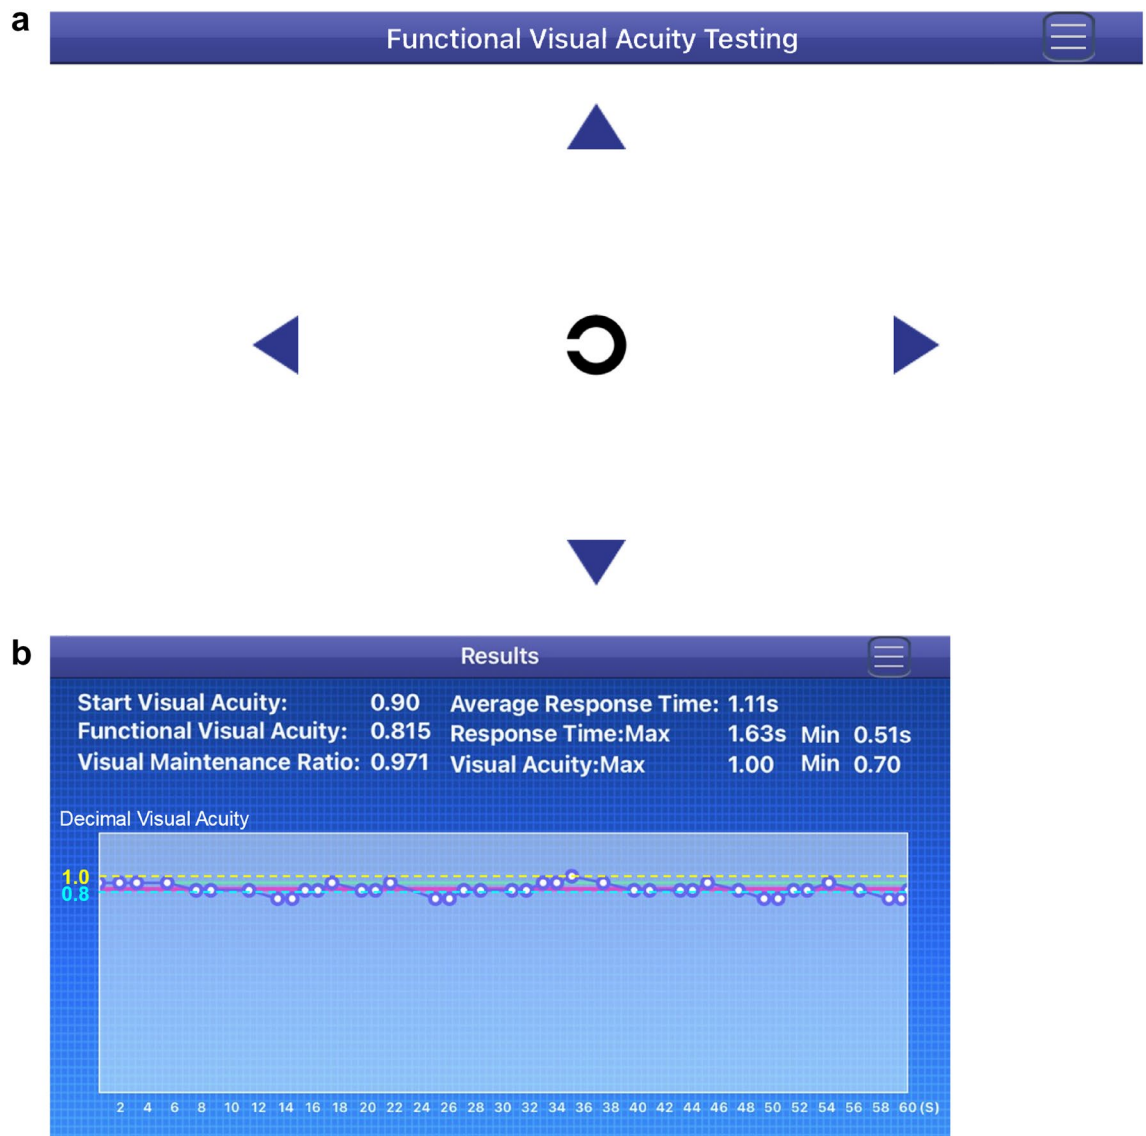 a
Functional Visual Acuity Testing
b
Results
Start Visual Acuity: 0.90 Average Response Time: 1.11s
Functional Visual Acuity: 0.815 Response Time:Max 1.63s Min 0.51s
Visual Maintenance Ratio: 0.971 Visual Acuity:Max 1.00 Min 0.70
Decimal Visual Acuity
1.0
0.8
2 4 6 8 10 12 14 16 18 20 22 24 26 28 30 32 34 36 38 40 42 44 46 48 50 52 54 56 58 60 (S)